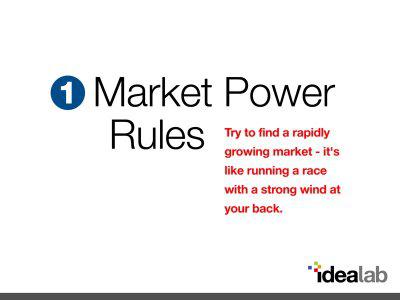 1 Market Power
Rules
Try to find a rapidly
growing market - it's
like running a race
with a strong wind at
your back.
idealab